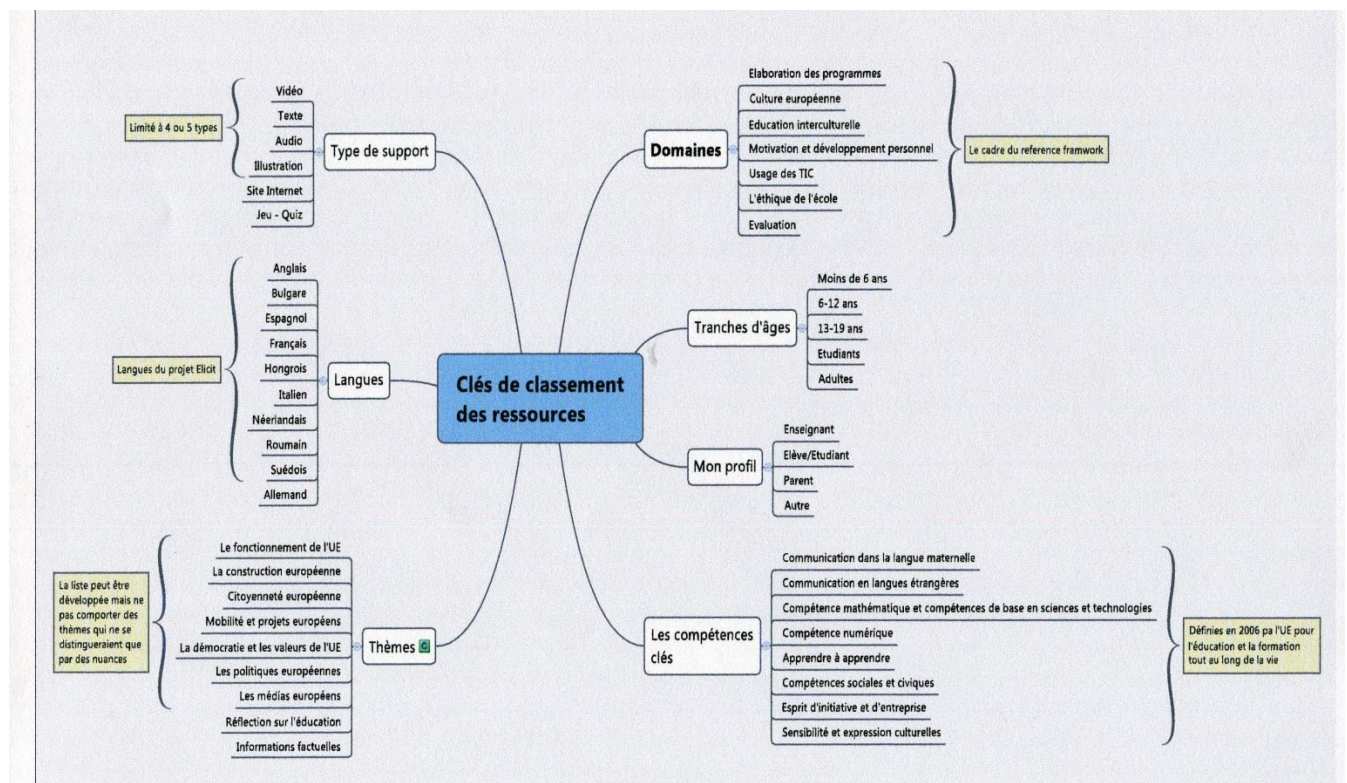 Clés de classement
des ressources
Type de support
Vidéo
Texte
Audio
Illustration
Site Internet
Jeu - Quiz
Limité à 4 ou 5 types
Langues
Anglais
Bulgare
Espagnol
Français
Hongrois
Italien
Néerlandais
Roumain
Suédois
Allemand
Langues du projet Elicit
Thèmes
Le fonctionnement de l'UE
La construction européenne
Citoyenneté européenne
Mobilité et projets européens
La démocratie et les valeurs de l'UE
Les politiques européennes
Les médias européens
Réflection sur l'éducation
Informations factuelles
La liste peut être
développée mais ne
pas comporter des
thèmes qui ne se
distingueraient que
par des nuances
Domaines
Elaboration des programmes
Culture européenne
Education interculturelle
Motivation et développement personnel
Usage des TIC
L'éthique de l'école
Evaluation
Le cadre du reference framwork
Tranches d'âges
Moins de 6 ans
6-12 ans
13-19 ans
Etudiants
Adultes
Mon profil
Enseignant
Elève/Etudiant
Parent
Autre
Les compétences
clés
Communication dans la langue maternelle
Communication en langues étrangères
Compétence mathématique et compétences de base en sciences et technologies
Compétence numérique
Apprendre à apprendre
Compétences sociales et civiques
Esprit d'initiative et d'entreprise
Sensibilité et expression culturelles
Définies en 2006 pa l'UE pour
l'éducation et la formation
tout au long de la vie